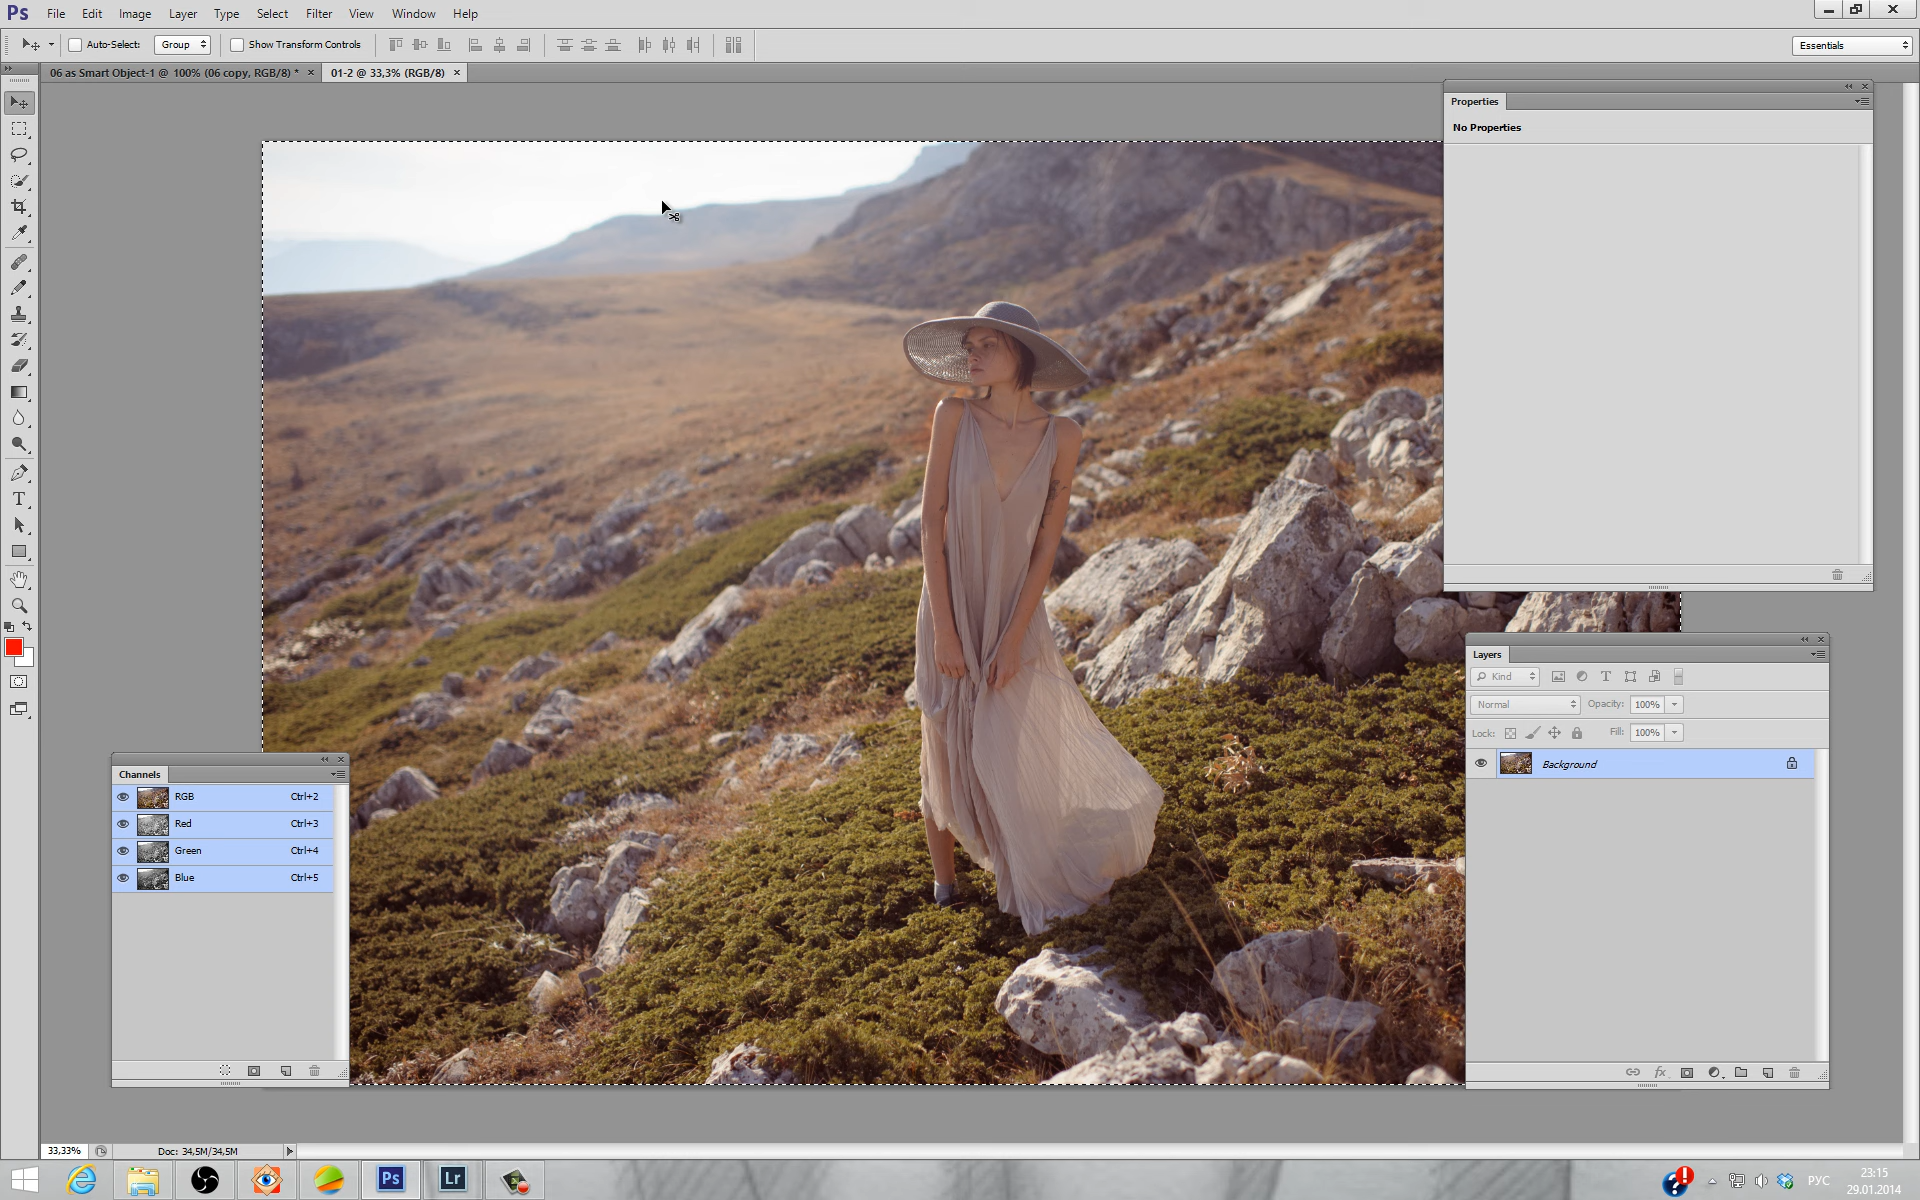 Ps File Edit Image Layer Type Select Filter View Window Help
Auto-Select: Group Show Transform Controls Essentials
06 as Smart Object-1 @ 100% (06 copy, RGB/8) * × 01-2 @ 33,3% (RGB/8) ×
Properties
No Properties
Layers
Kind
Normal Opacity: 100%
Lock: Fill: 100%
Background
Channels
RGB Ctrl+2
Red Ctrl+3
Green Ctrl+4
Blue Ctrl+5
33,33% Doc: 34,5M/34,5M
Ps Lr РУС 23:15
29.01.2014